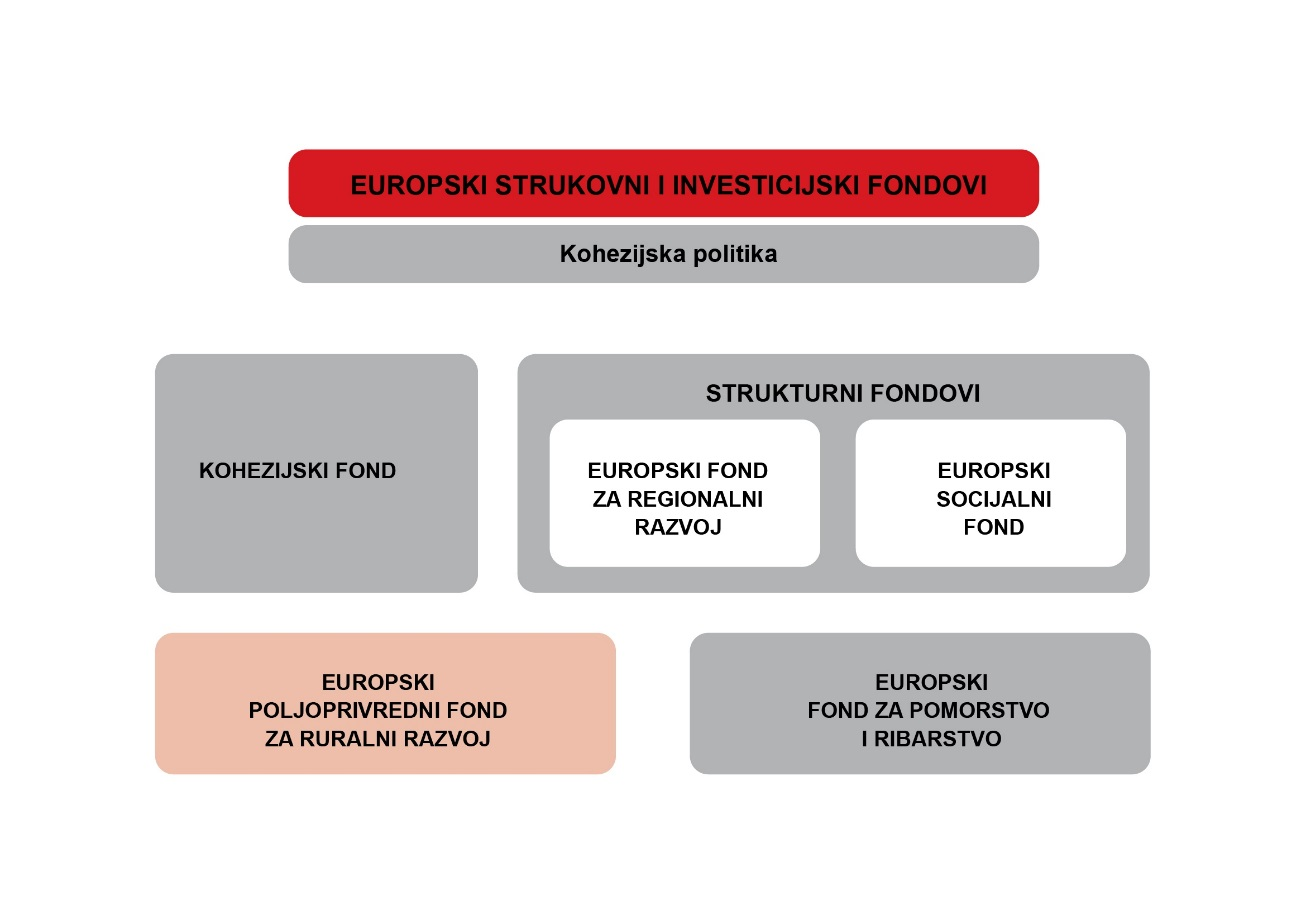 EUROPSKI STRUKOVNI I INVESTICIJSKI FONDOVI
Kohezijska politika
KOHEZIJSKI FOND
STRUKTURNI FONDOVI
EUROPSKI FOND
ZA REGIONALNI
RAZVOJ
EUROPSKI
SOCIJALNI
FOND
EUROPSKI
POLJOPRIVREDNI FOND
ZA RURALNI RAZVOJ
EUROPSKI
FOND ZA POMORSTVO
I RIBARSTVO